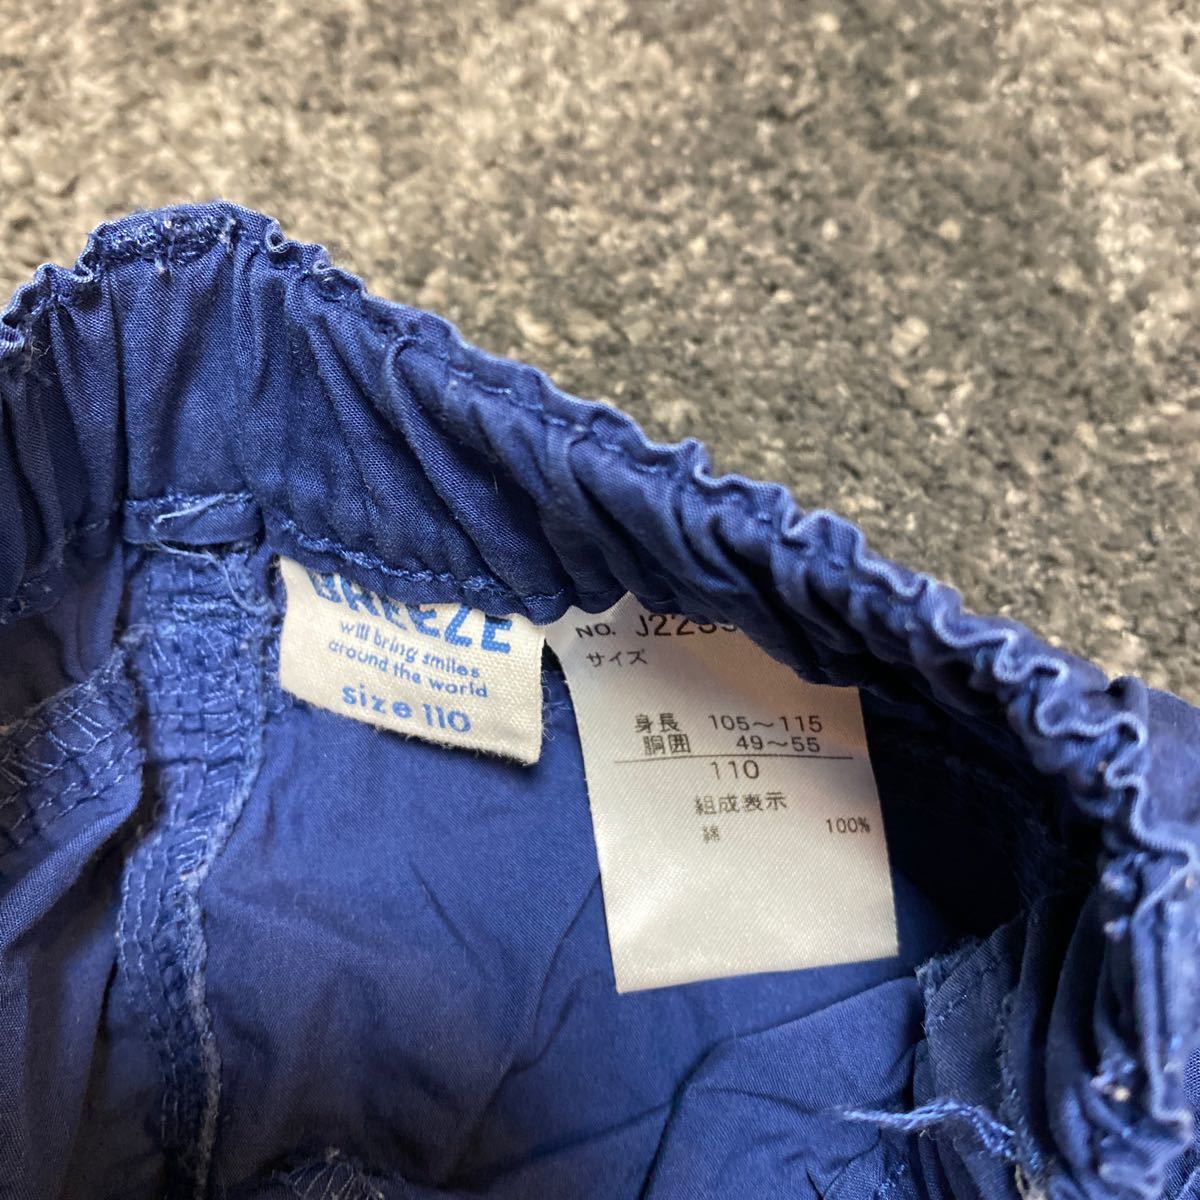 BREEZE
will bring smiles
around the world
size 110
NO. J223
サイズ
身長 105～115
胴囲 49～55
110
組成表示
綿 100%